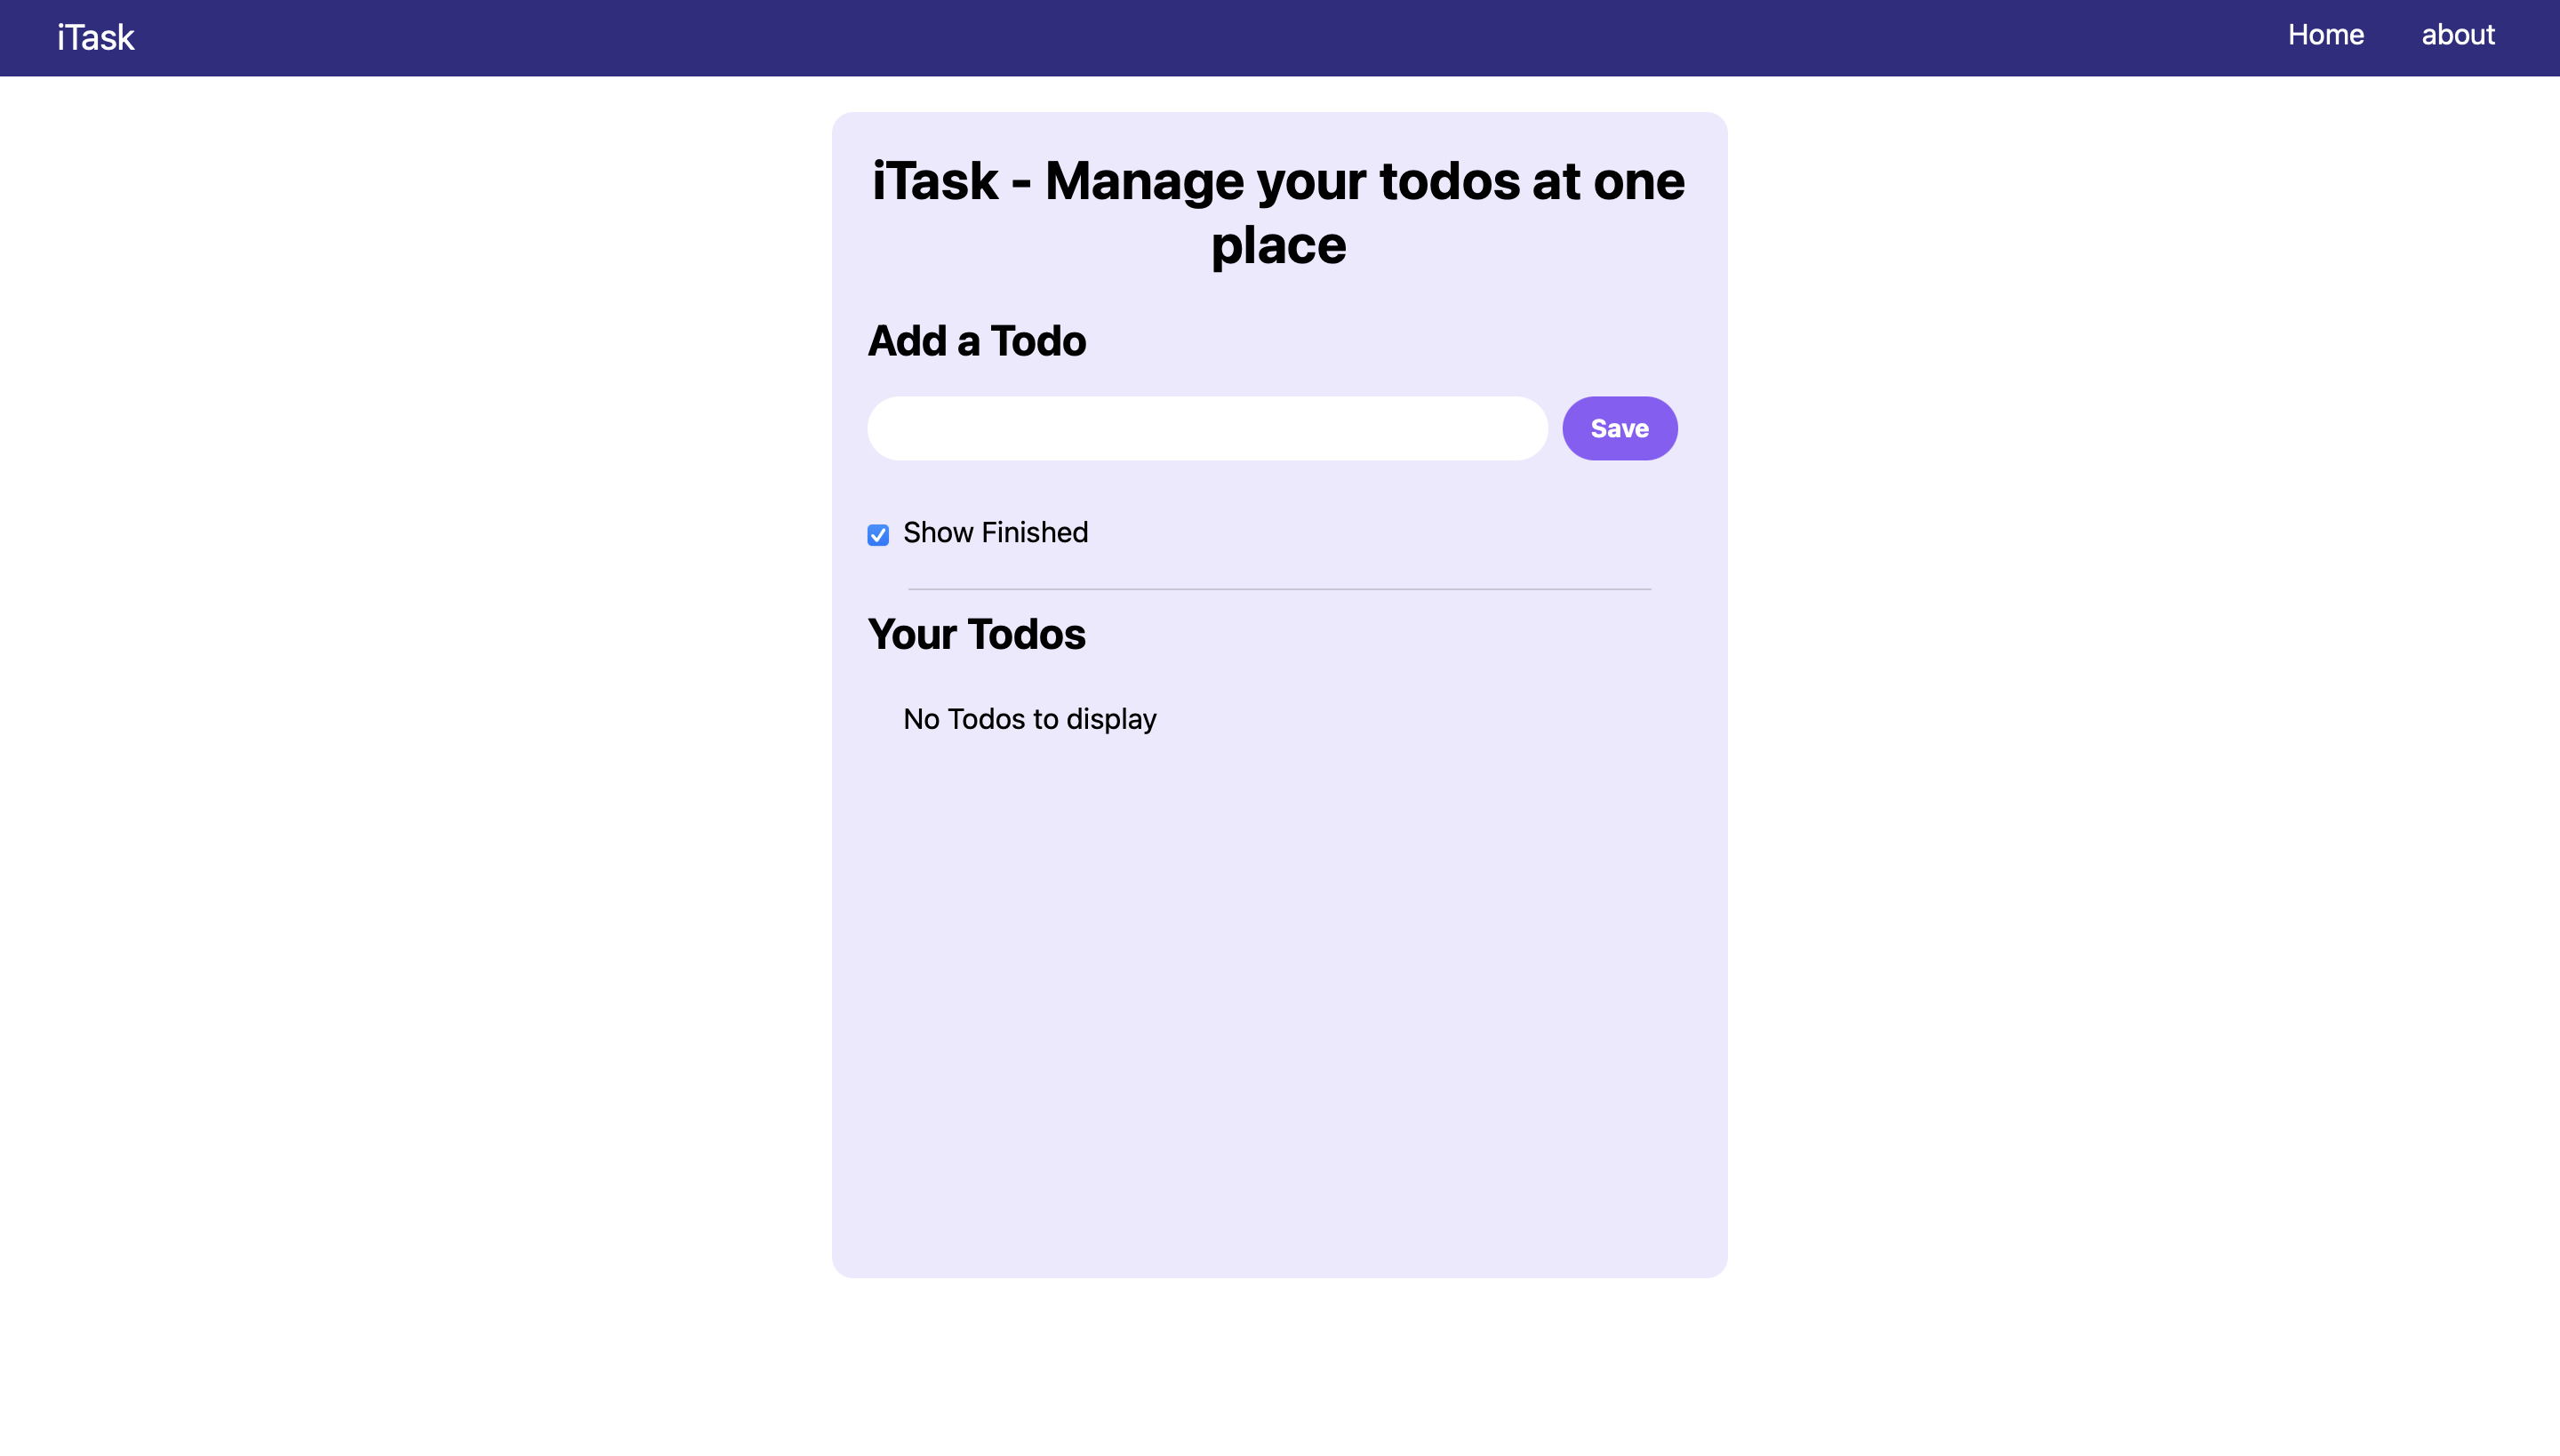 iTask
Home
about
iTask - Manage your todos at one
place
Add a Todo
Save
Show Finished
Your Todos
No Todos to display